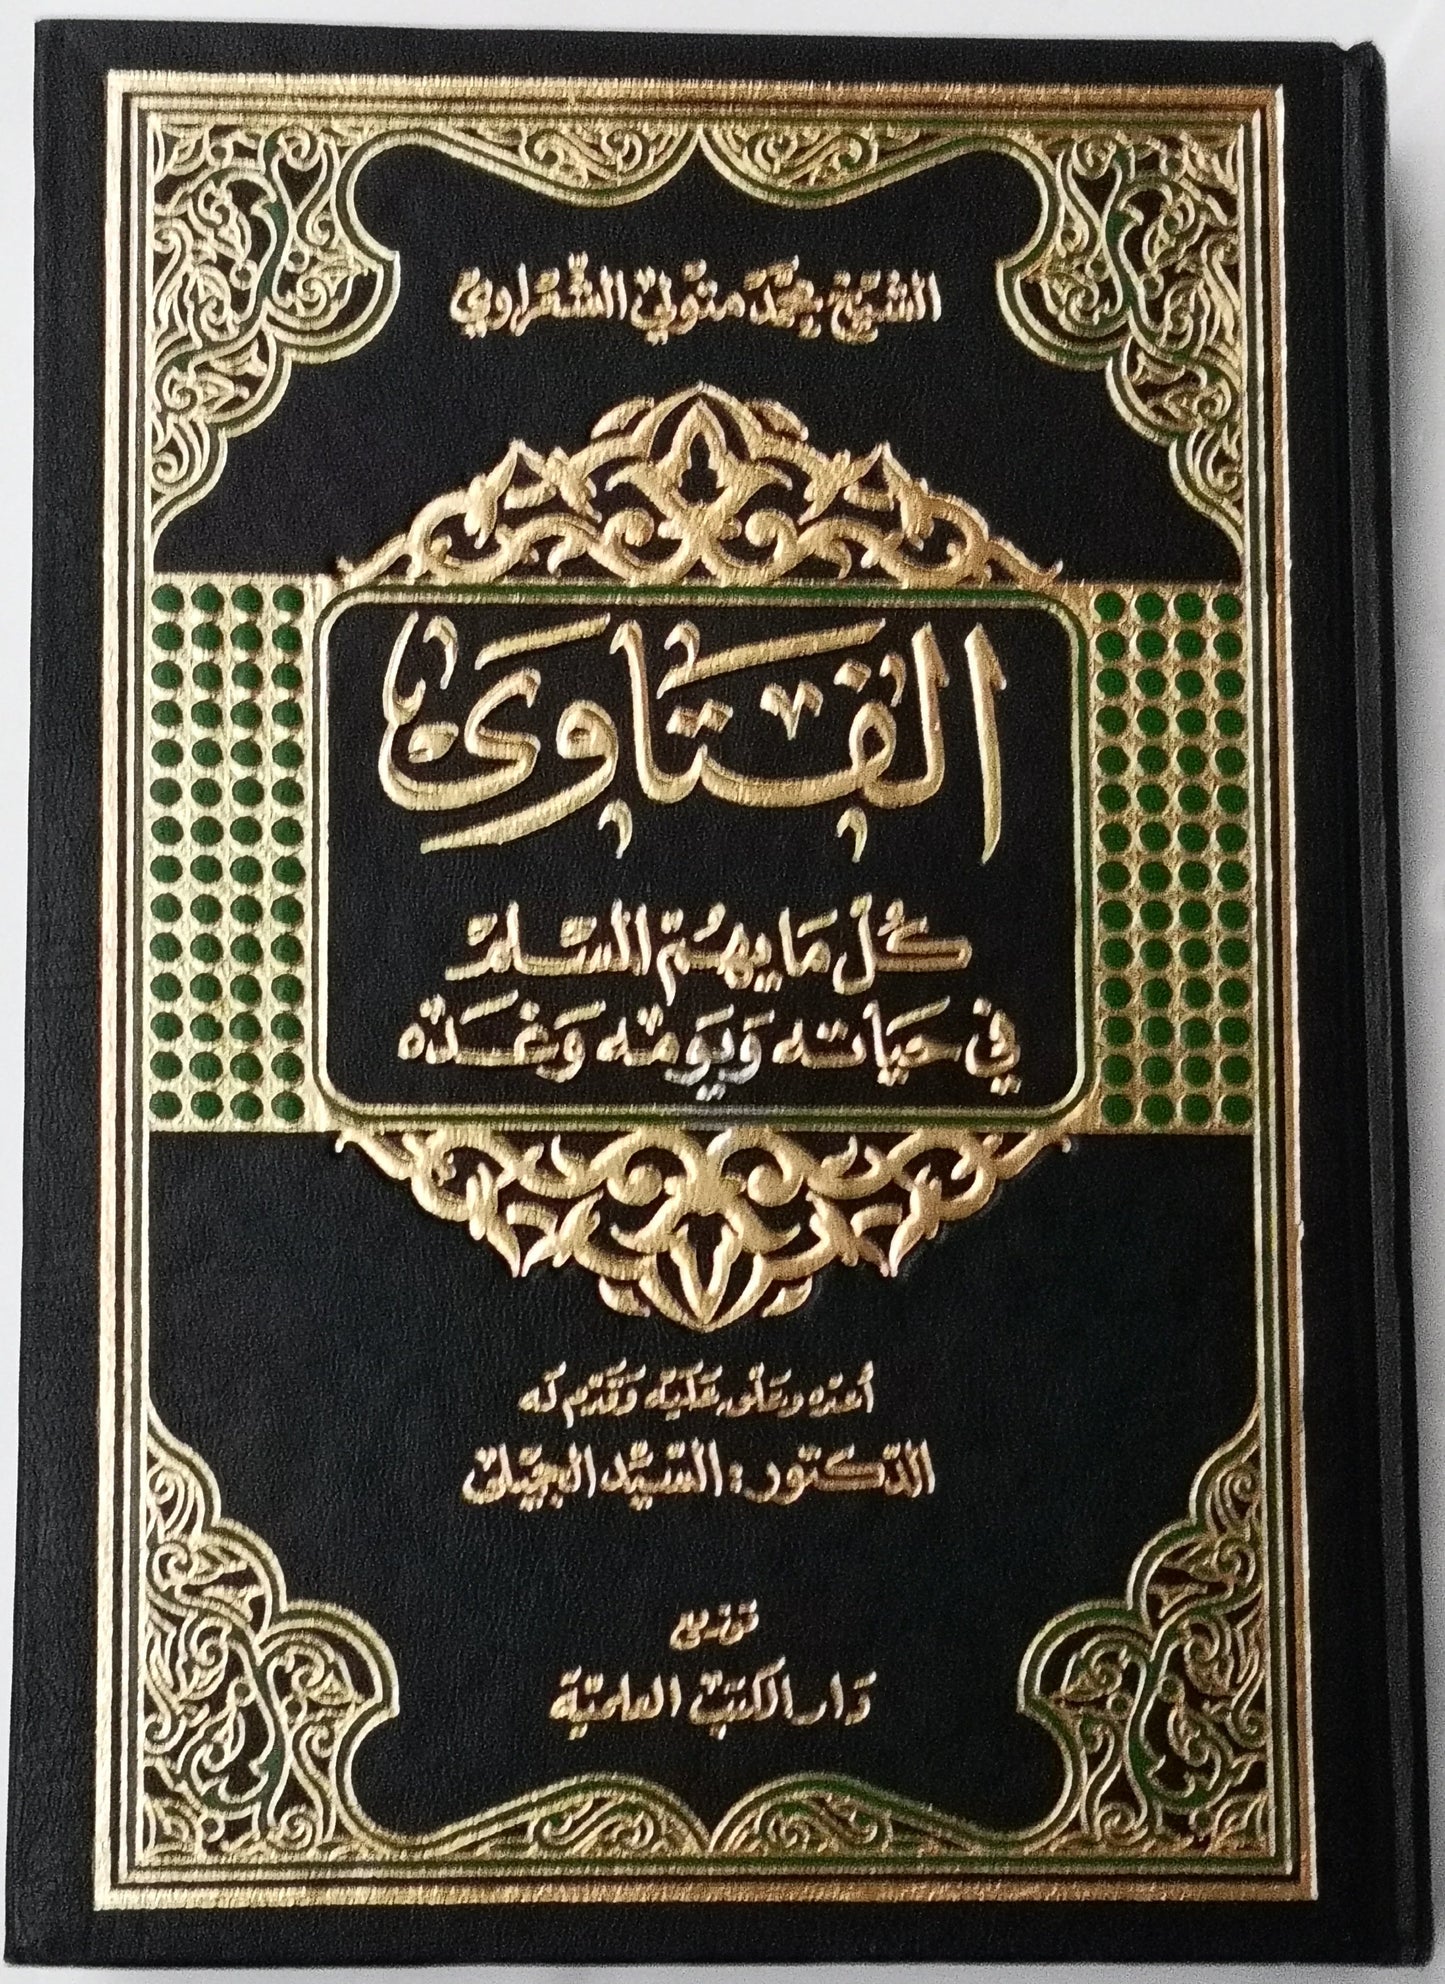 الشيخ محمد متولي الشعراوي
الفتاوى
كل ما يهم المسلم
في حياته ويومه وغده
أعده وعلق عليه وقدم له
الدكتور: السيد الجميلي
توزيع
دار الكتب العلمية